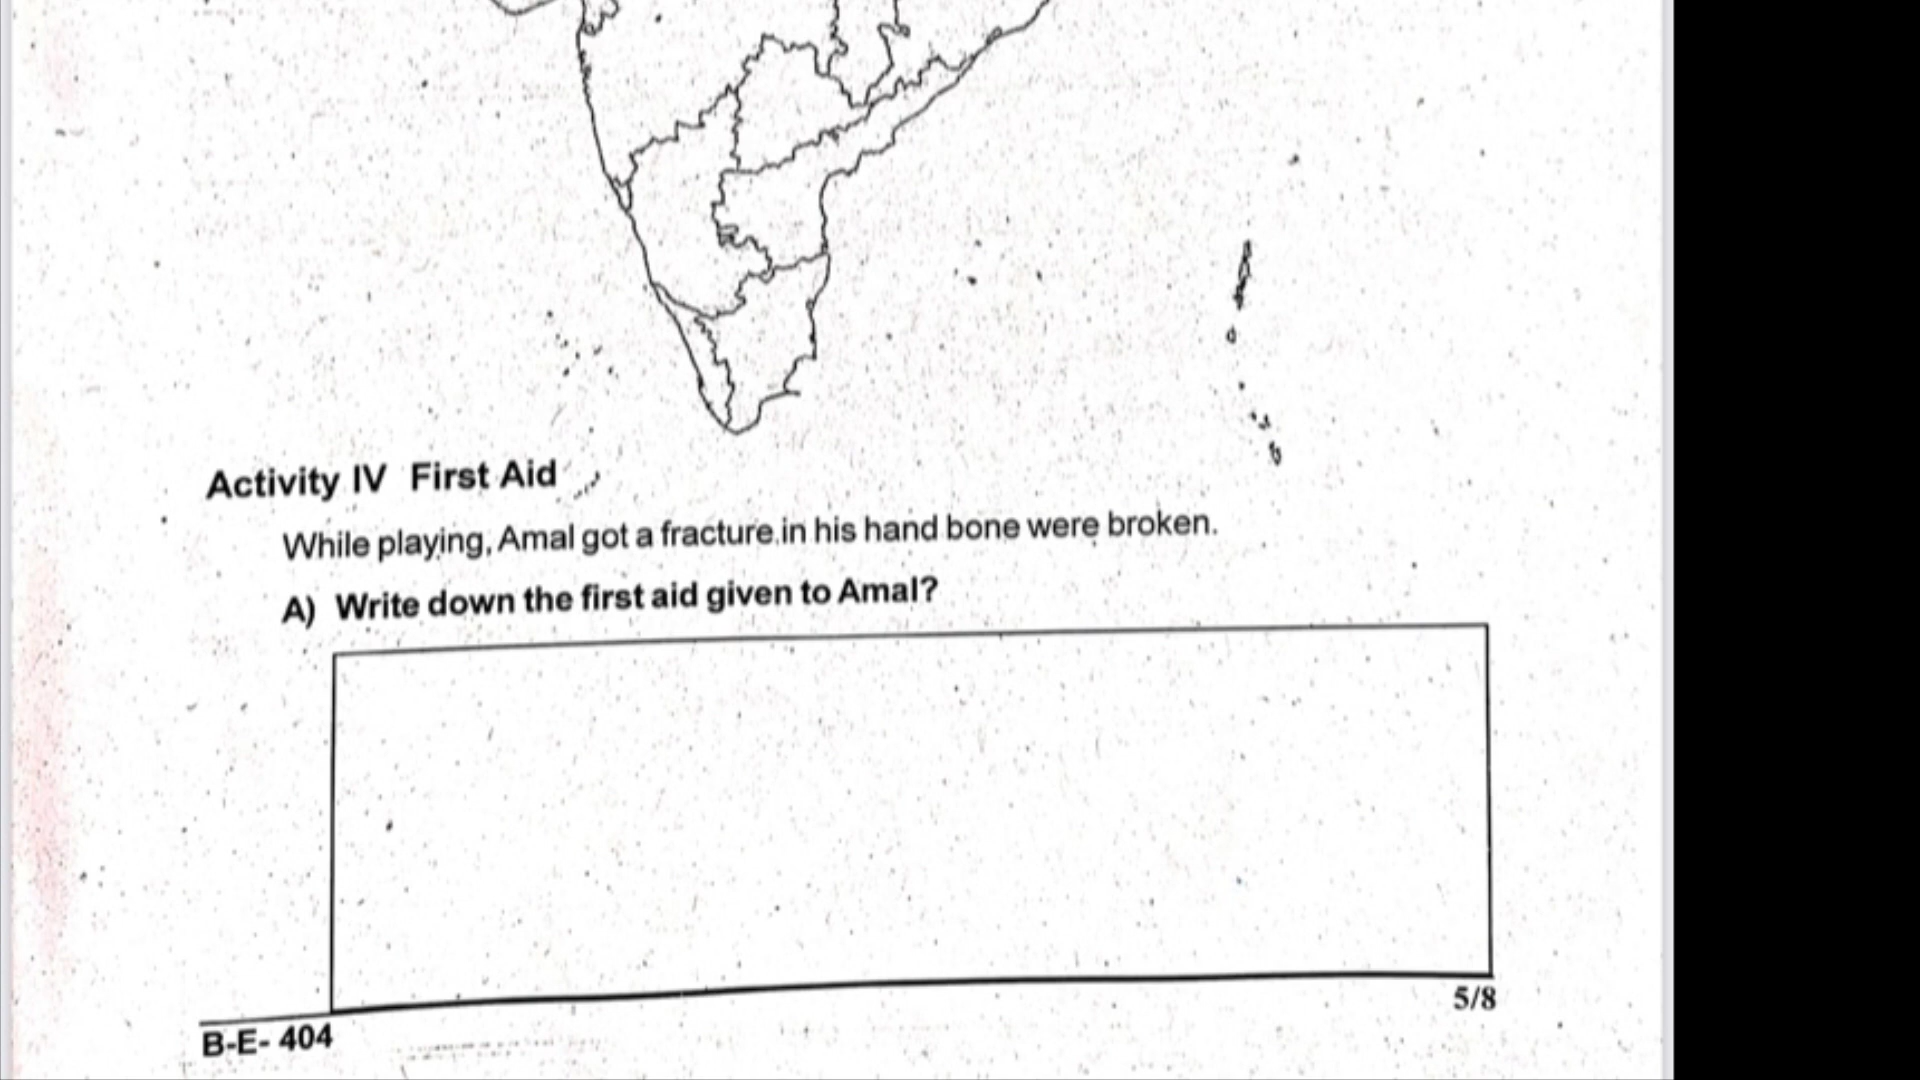 Activity IV First Aid
While playing, Amal got a fracture in his hand bone were broken.
A) Write down the first aid given to Amal?
5/8
B-E- 404